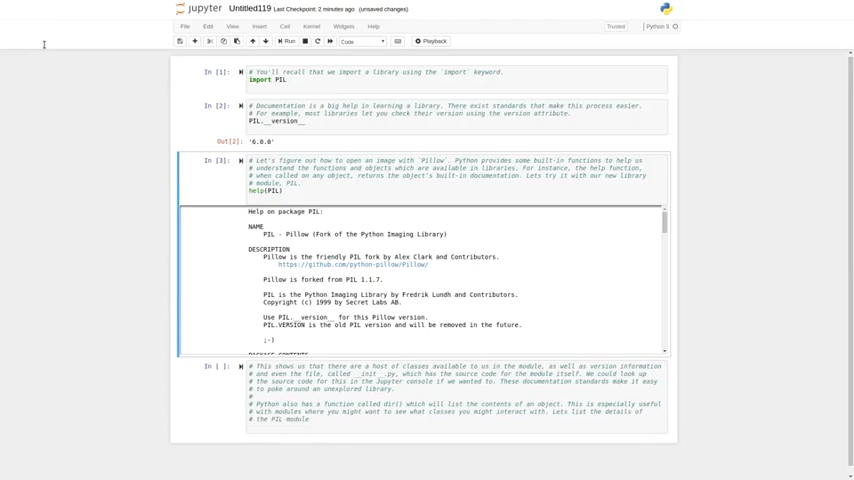 Jupyter Untitled119 Last Checkpoint: 2 minutes ago (unsaved changes)
File Edit View Insert Cell Kernel Widgets Help Trusted Python 3
Run Code Playback
In [1]: # You'll recall that we import a library using the `import` keyword.
import PIL
In [2]: # Documentation is a big help in learning a library. There exist standards that make this process easier.
# For example, most libraries let you check their version using the version attribute.
PIL.__version__
Out[2]: '6.0.0'
In [3]: # Let's figure out how to open an image with `Pillow`. Python provides some built-in functions to help us
# understand the functions and objects which are available in libraries. For instance, the help function,
# when called on any object, returns the object's built-in documentation. Lets try it with our new library
# module, PIL.
help(PIL)
Help on package PIL:
NAME
PIL - Pillow (Fork of the Python Imaging Library)
DESCRIPTION
Pillow is the friendly PIL fork by Alex Clark and Contributors.
https://github.com/python-pillow/Pillow/
Pillow is forked from PIL 1.1.7.
PIL is the Python Imaging Library by Fredrik Lundh and Contributors.
Copyright (c) 1999 by Secret Labs AB.
Use PIL.__version__ for this Pillow version.
PIL.VERSION is the old PIL version and will be removed in the future.
;-)
PACKAGE CONTENTS
In [ ]: # This shows us that there are a host of classes available to us in the module, as well as version information
# and even the file, called __init__.py, which has the source code for the module itself. We could look up
# the source code for this in the Jupyter console if we wanted to. These documentation standards make it easy
# to poke around an unexplored library.
#
# Python also has a function called dir() which will list the contents of an object. This is especially useful
# with modules where you might want to see what classes you might interact with. Lets list the details of
# the PIL module